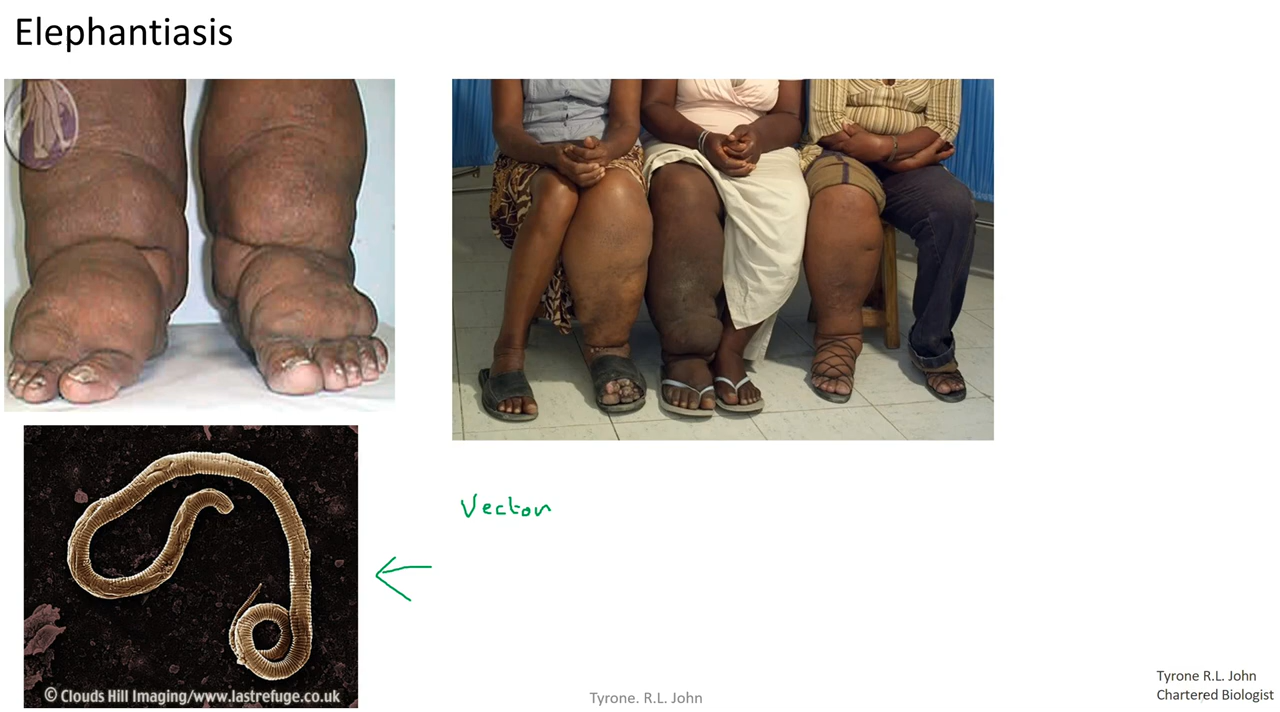 Elephantiasis
Vector
© Clouds Hill Imaging/www.lastrefuge.co.uk
Tyrone. R.L. John
Tyrone R.L. John
Chartered Biologist